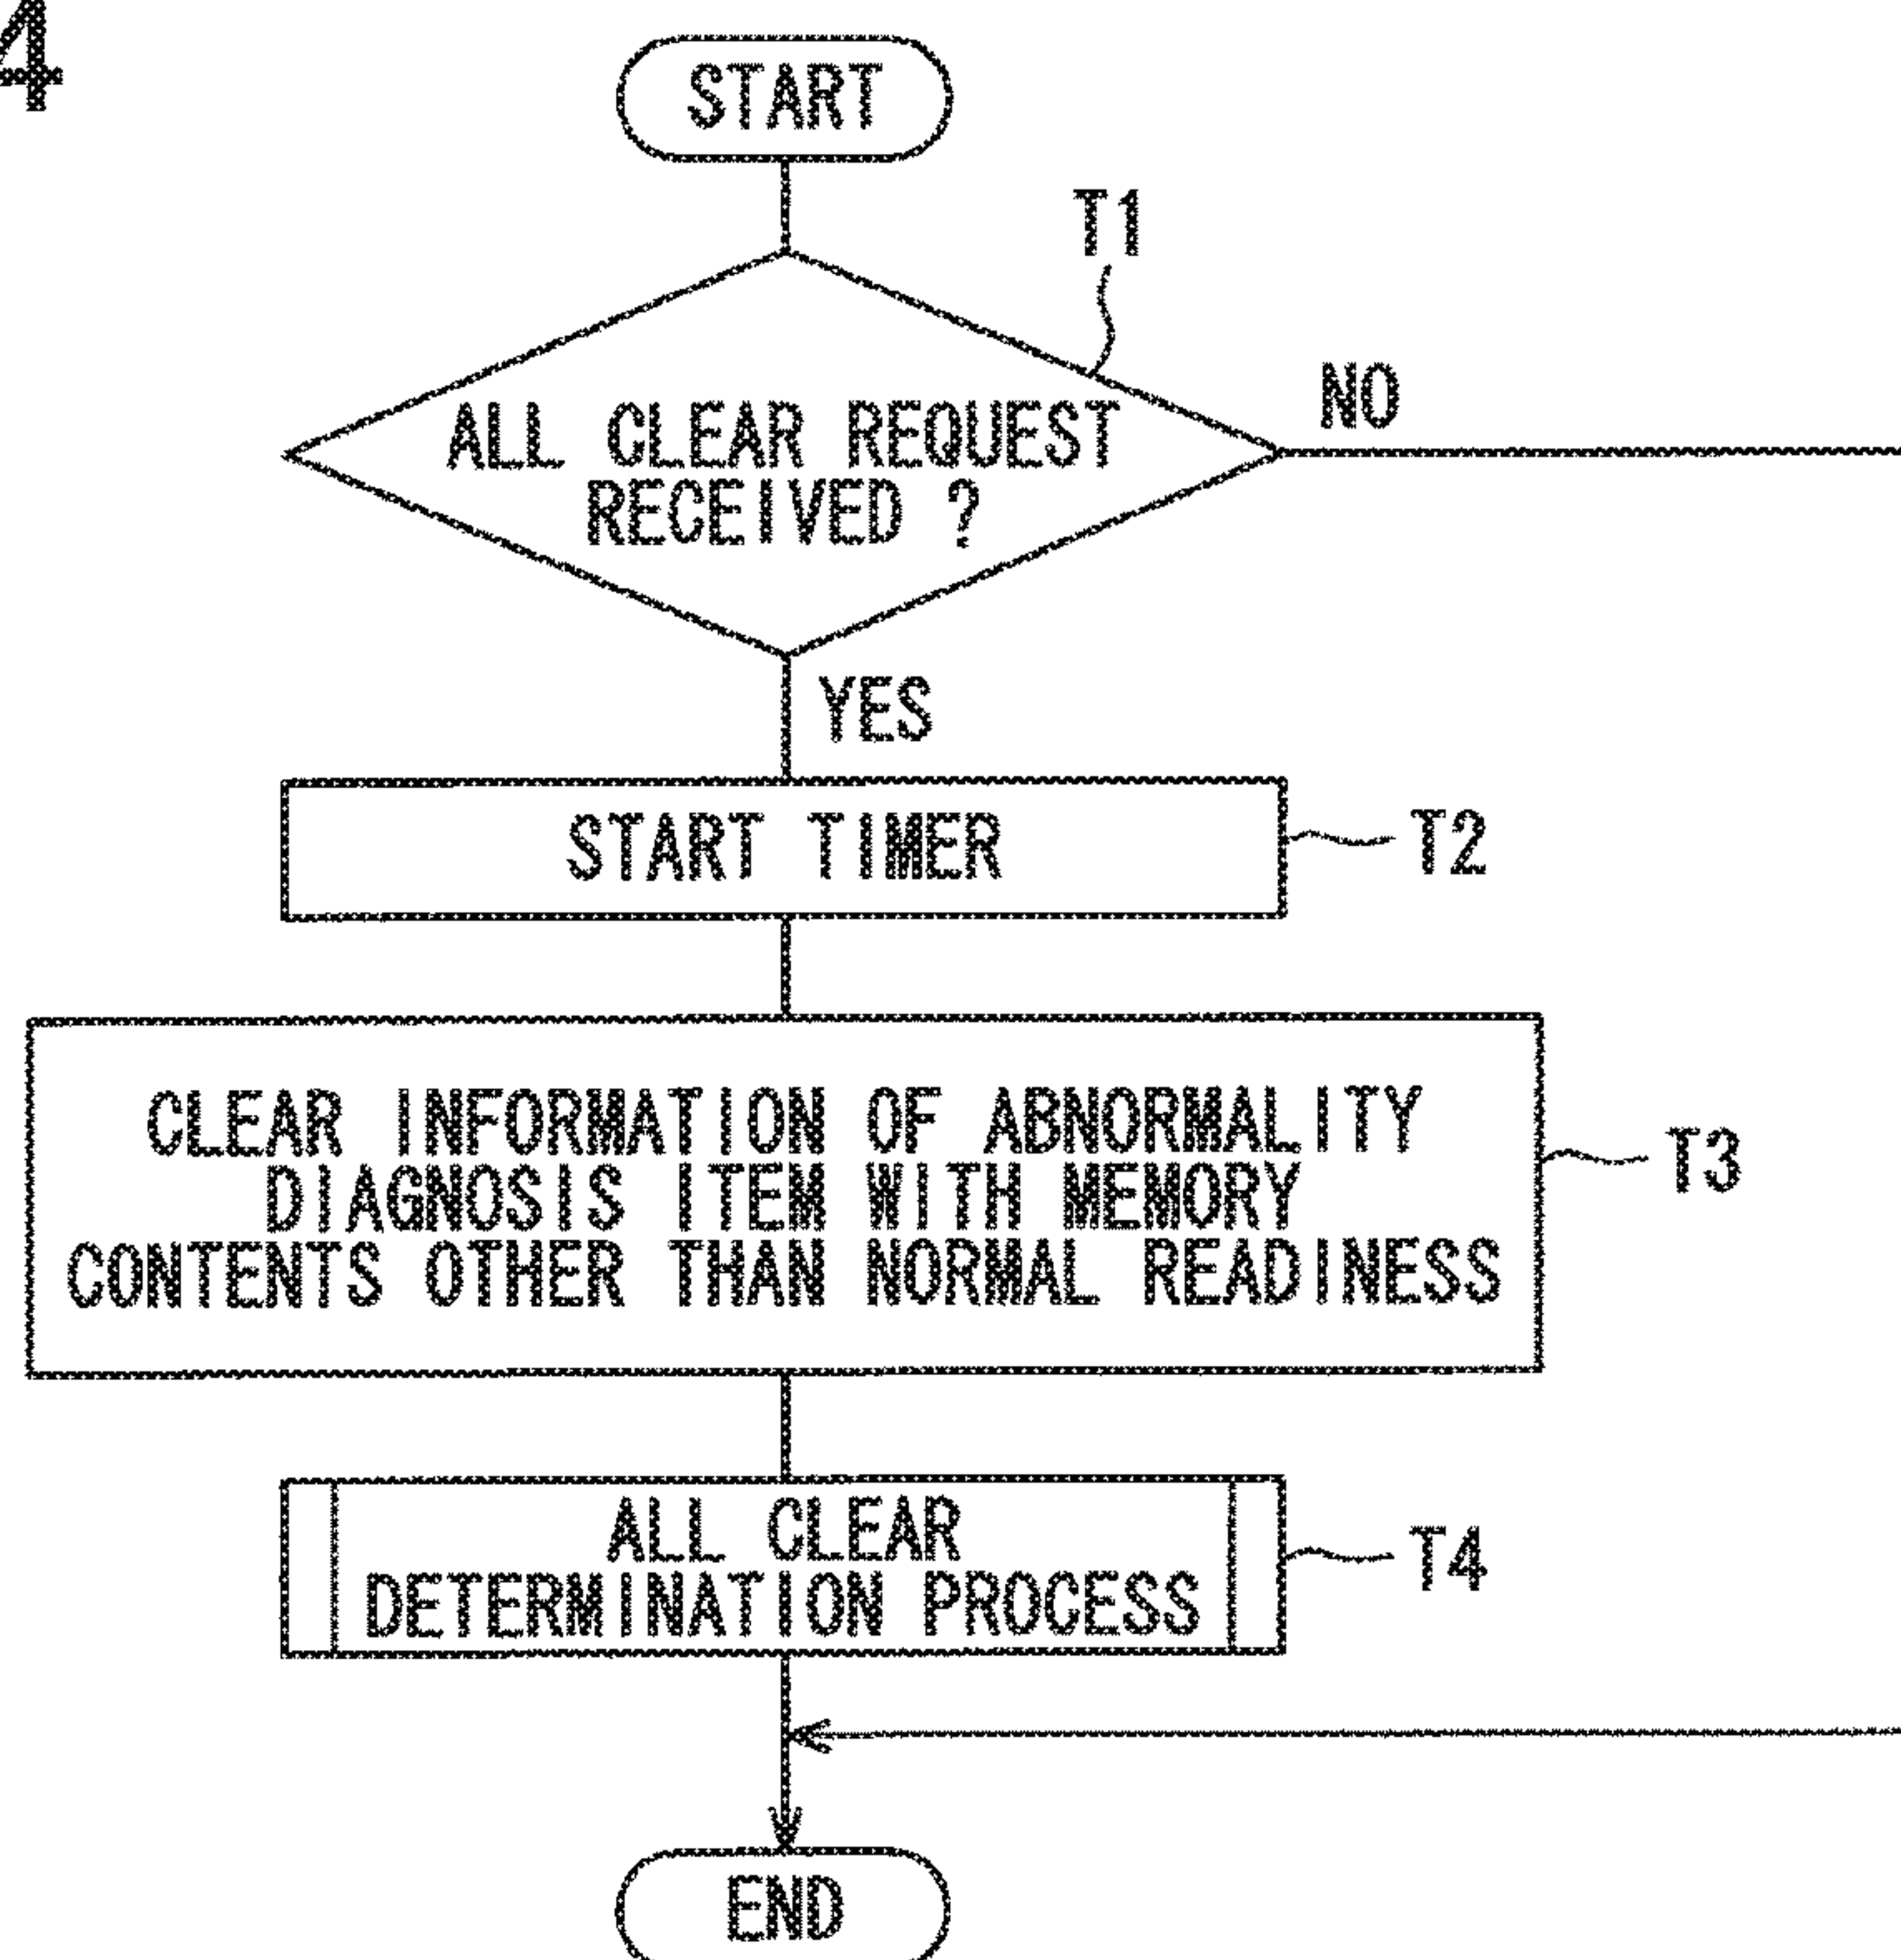 4
START
T1
ALL CLEAR REQUEST
RECEIVED ?
NO
YES
START TIMER
T2
CLEAR INFORMATION OF ABNORMALITY
DIAGNOSIS ITEM WITH MEMORY
CONTENTS OTHER THAN NORMAL READINESS
T3
ALL CLEAR
DETERMINATION PROCESS
T4
END